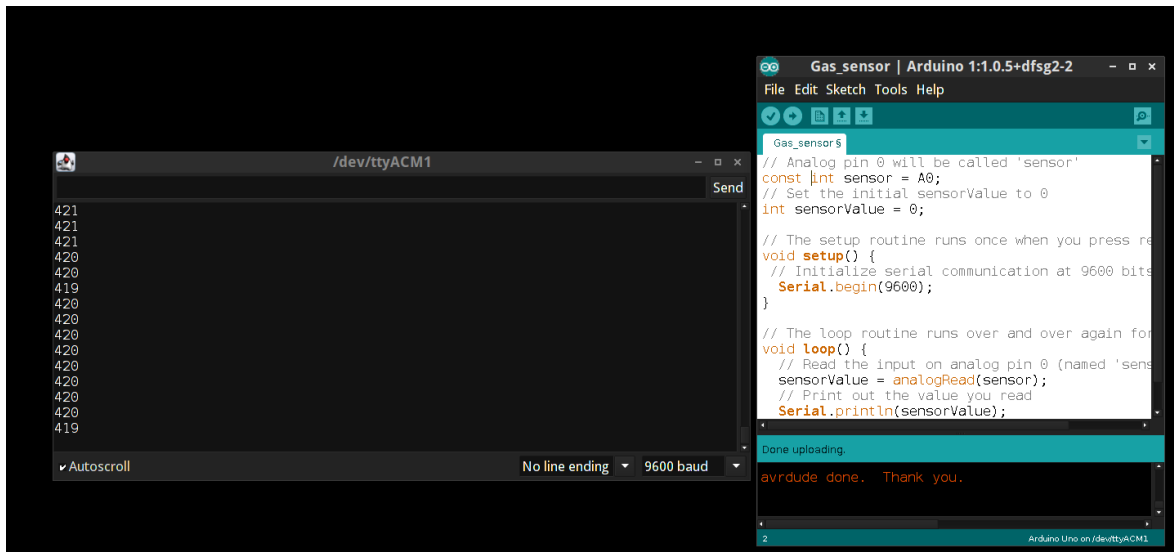 /dev/ttyACM1
Send
421
421
421
420
420
419
420
420
420
420
420
420
420
420
419
Autoscroll
No line ending
9600 baud
Gas_sensor | Arduino 1:1.0.5+dfsg2-2
File Edit Sketch Tools Help
Gas_sensor §
// Analog pin 0 will be called 'sensor'
const int sensor = A0;
// Set the initial sensorValue to 0
int sensorValue = 0;
// The setup routine runs once when you press re
void setup() {
// Initialize serial communication at 9600 bits
Serial.begin(9600);
}
// The loop routine runs over and over again for
void loop() {
// Read the input on analog pin 0 (named 'sens
sensorValue = analogRead(sensor);
// Print out the value you read
Serial.println(sensorValue);
Done uploading.
avrdude done.  Thank you.
2
Arduino Uno on /dev/ttyACM1